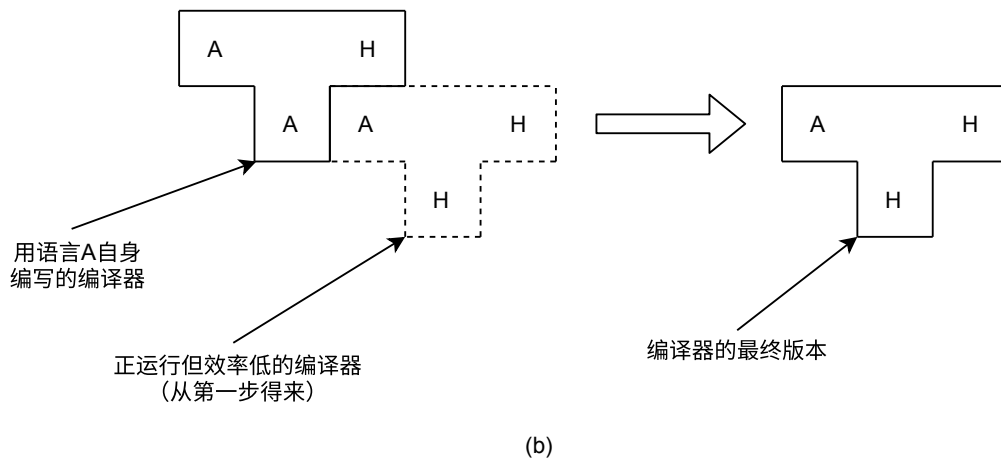 A H
A A H
H
A H
H
用语言A自身
编写的编译器
正运行但效率低的编译器
（从第一步得来）
编译器的最终版本
(b)